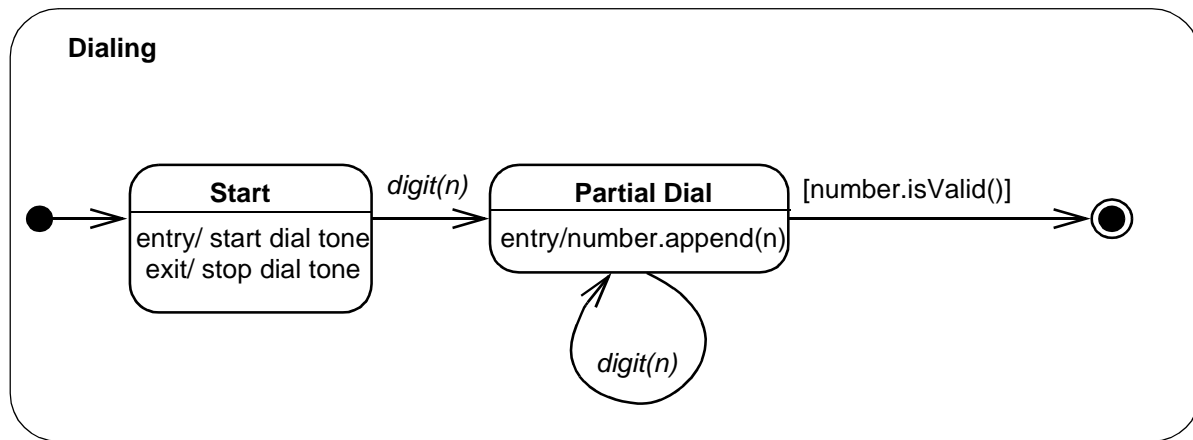 Dialing
Start
entry/ start dial tone
exit/ stop dial tone
digit(n)
Partial Dial
entry/number.append(n)
digit(n)
[number.isValid()]